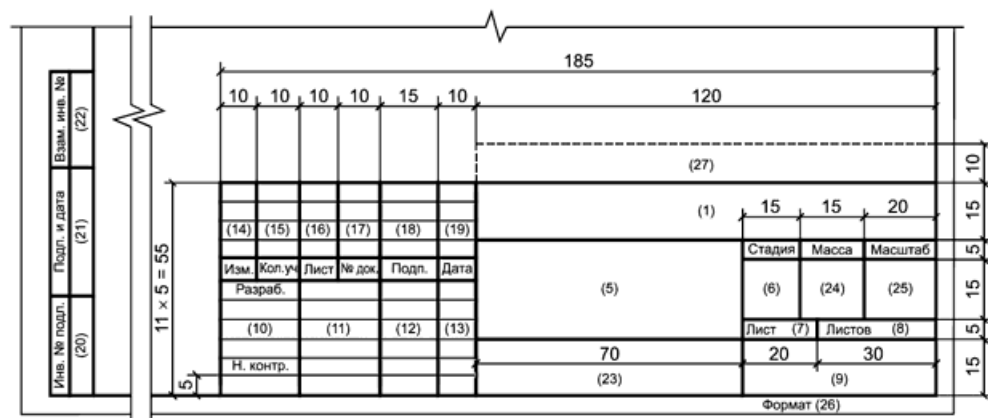 185
10 10 10 10 15 10 120
(27) 10
(1) 15
15 15 20
(14) (15) (16) (17) (18) (19)
Стадия Масса Масштаб 5
Изм. Кол.уч Лист № док. Подп. Дата
Разраб.
(5) (6) (24) (25) 15
(10) (11) (12) (13)
Лист (7) Листов (8) 5
70 20 30
Н. контр.
(23) (9) 15
5
11 × 5 = 55
Формат (26)
Взам. инв. №
(22)
Подп. и дата
(21)
Инв. № подл.
(20)